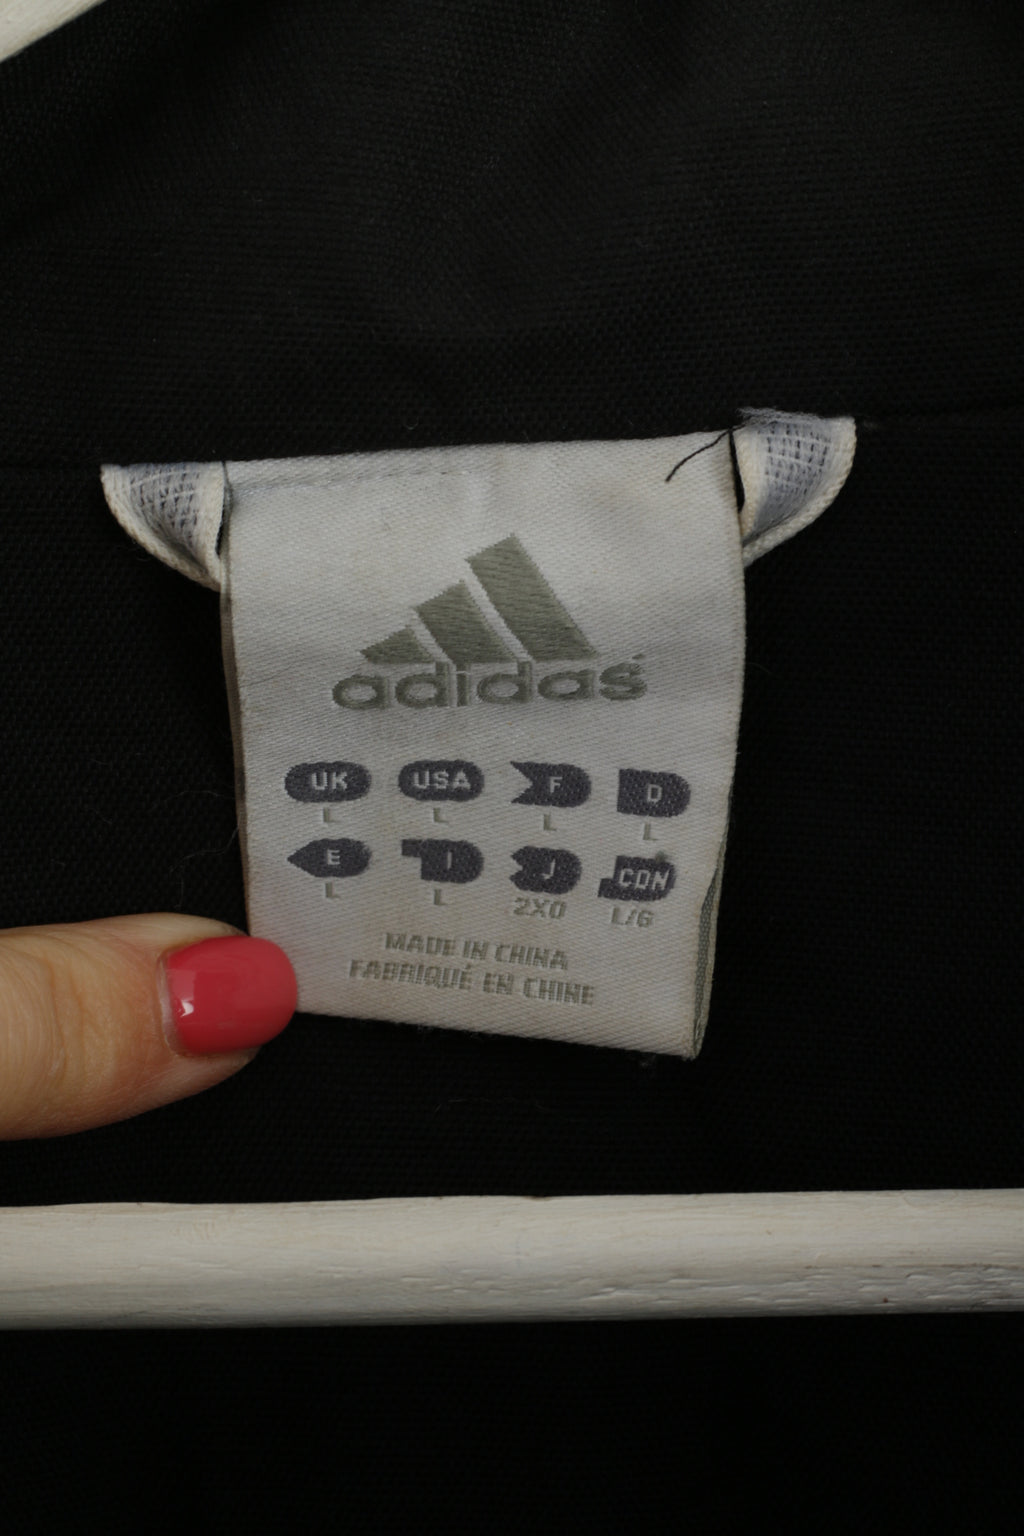 adidas
UK USA F D
L L L L
E I J CDN
L L 2XO L/G
MADE IN CHINA
FABRIQUÉ EN CHINE